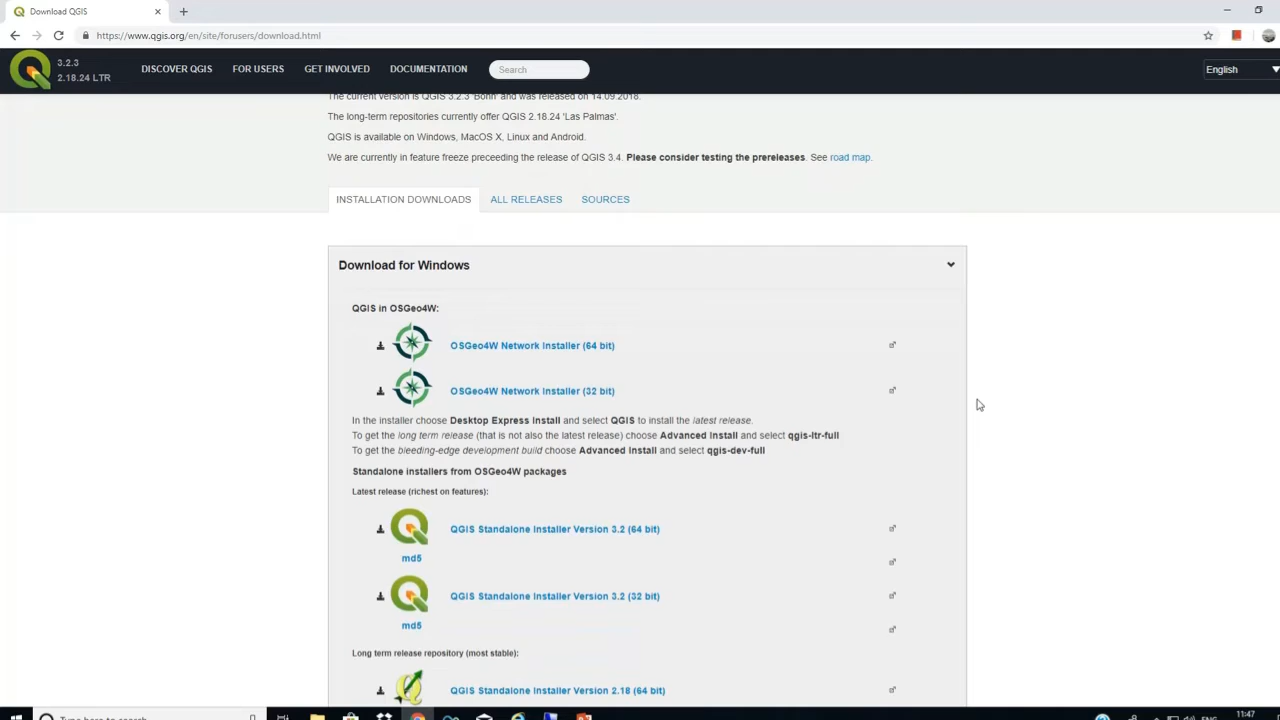 Download QGIS
https://www.qgis.org/en/site/forusers/download.html
3.2.3
2.18.24 LTR
DISCOVER QGIS
FOR USERS
GET INVOLVED
DOCUMENTATION
Search
English
The current version is QGIS 3.2.3 'Bonn' and was released on 14.09.2018.
The long-term repositories currently offer QGIS 2.18.24 'Las Palmas'.
QGIS is available on Windows, MacOS X, Linux and Android.
We are currently in feature freeze preceeding the release of QGIS 3.4. Please consider testing the prereleases. See road map.
INSTALLATION DOWNLOADS
ALL RELEASES
SOURCES
Download for Windows
QGIS in OSGeo4W:
OSGeo4W Network Installer (64 bit)
OSGeo4W Network Installer (32 bit)
In the installer choose Desktop Express Install and select QGIS to install the latest release.
To get the long term release (that is not also the latest release) choose Advanced Install and select qgis-ltr-full
To get the bleeding-edge development build choose Advanced Install and select qgis-dev-full
Standalone installers from OSGeo4W packages
Latest release (richest on features):
QGIS Standalone Installer Version 3.2 (64 bit)
md5
QGIS Standalone Installer Version 3.2 (32 bit)
md5
Long term release repository (most stable):
QGIS Standalone Installer Version 2.18 (64 bit)
Type here to search
ENG
11:47